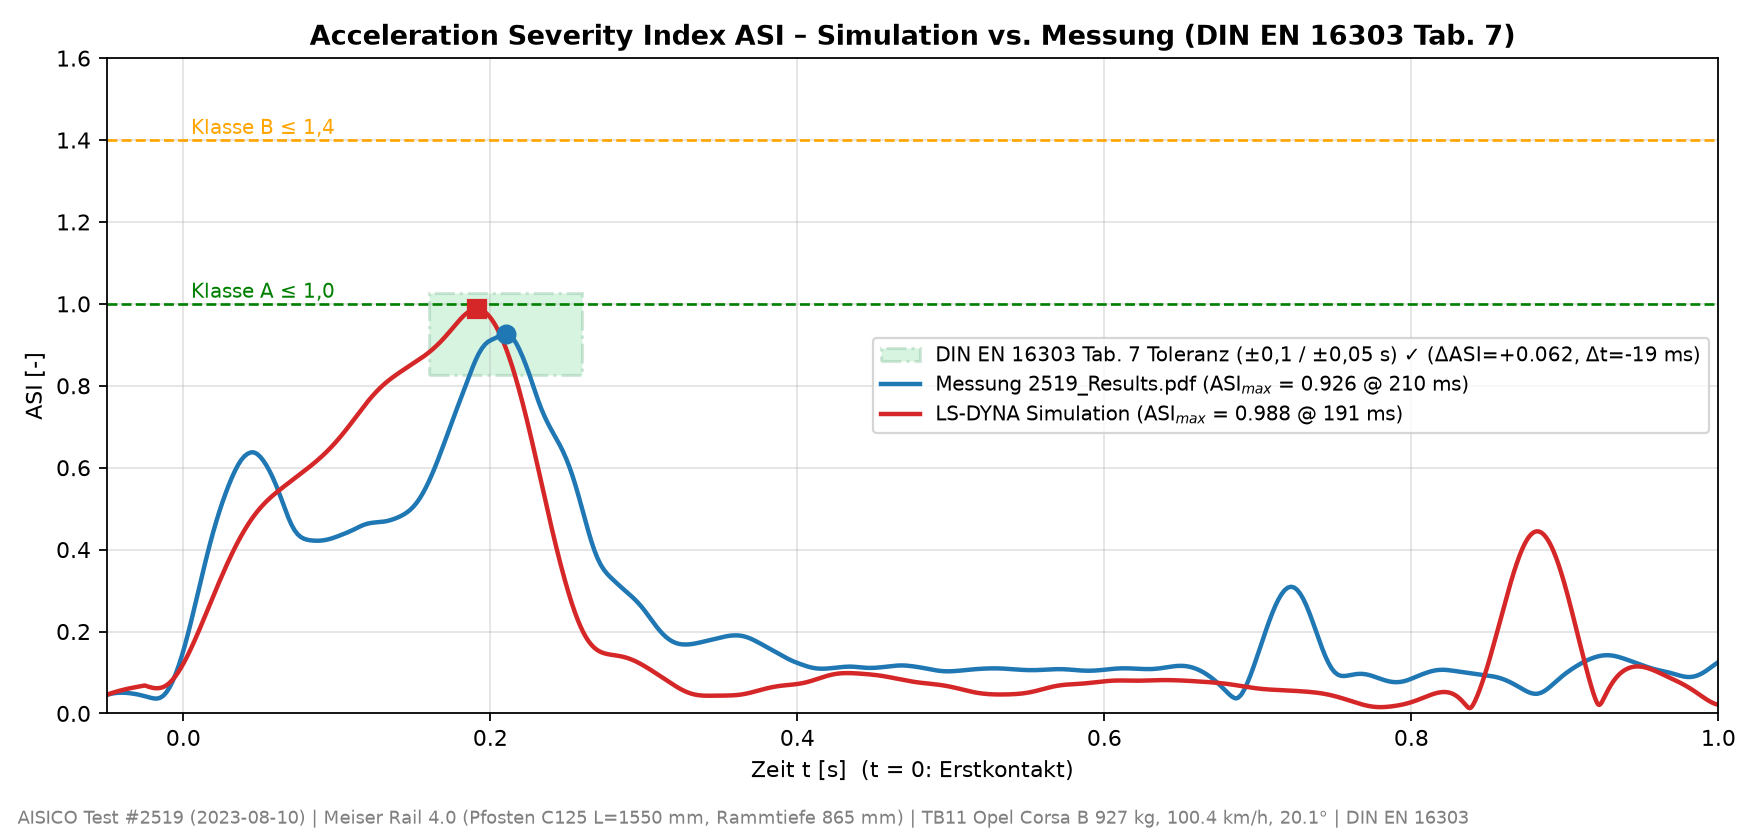 Acceleration Severity Index ASI – Simulation vs. Messung (DIN EN 16303 Tab. 7)
1.6
1.4
1.2
1.0
0.8
0.6
0.4
0.2
0.0
ASI [-]
Klasse B ≤ 1,4
Klasse A ≤ 1,0
DIN EN 16303 Tab. 7 Toleranz (±0,1 / ±0,05 s) ✓ (ΔASI=+0.062, Δt=-19 ms)
Messung 2519_Results.pdf (ASImax = 0.926 @ 210 ms)
LS-DYNA Simulation (ASImax = 0.988 @ 191 ms)
0.0 0.2 0.4 0.6 0.8 1.0
Zeit t [s]  (t = 0: Erstkontakt)
AISICO Test #2519 (2023-08-10) | Meiser Rail 4.0 (Pfosten C125 L=1550 mm, Rammtiefe 865 mm) | TB11 Opel Corsa B 927 kg, 100.4 km/h, 20.1° | DIN EN 16303